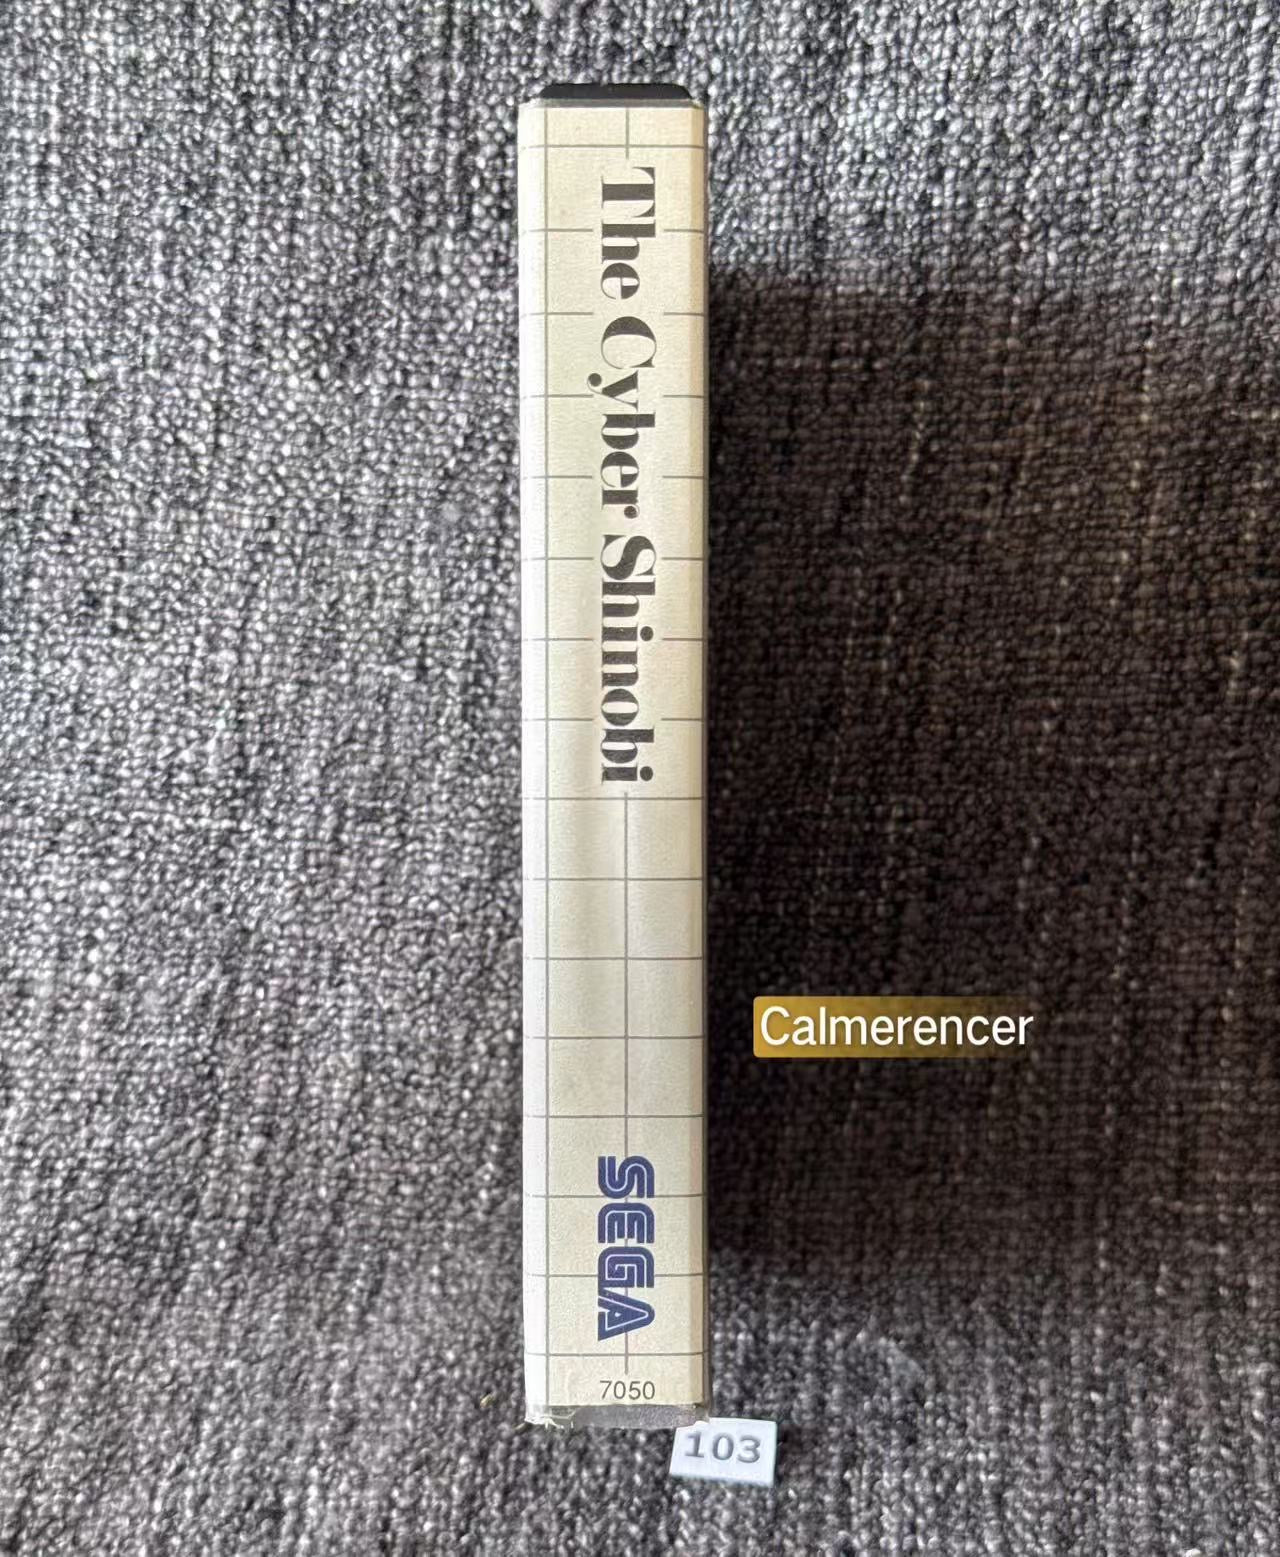 The Cyber Shinobi
Calmerencer
SEGA
7050
103